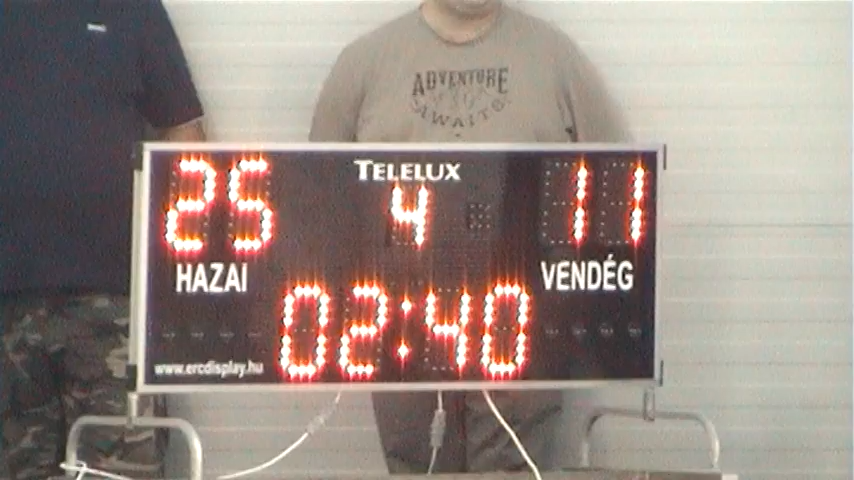 ADVENTURE
AWAITS
TELELUX
25 4 11
HAZAI VENDÉG
02:40
www.ercdisplay.hu